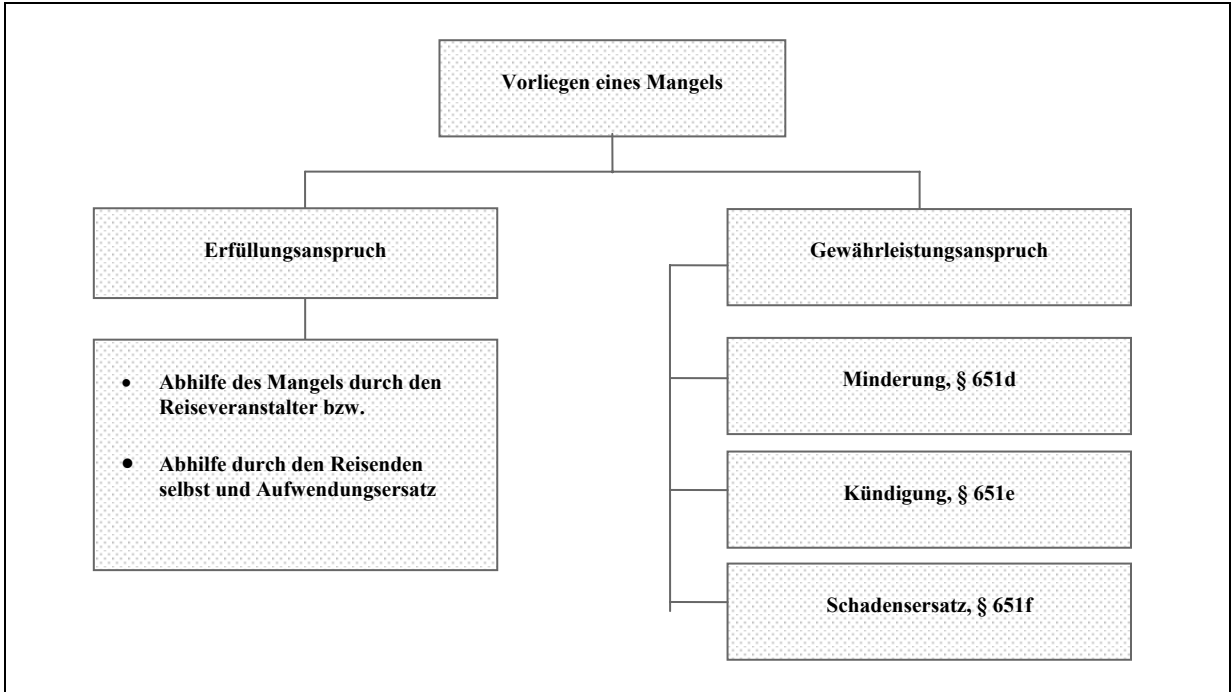 Vorliegen eines Mangels
Erfüllungsanspruch
• Abhilfe des Mangels durch den
Reiseveranstalter bzw.
• Abhilfe durch den Reisenden
selbst und Aufwendungsersatz
Gewährleistungsanspruch
Minderung, § 651d
Kündigung, § 651e
Schadensersatz, § 651f